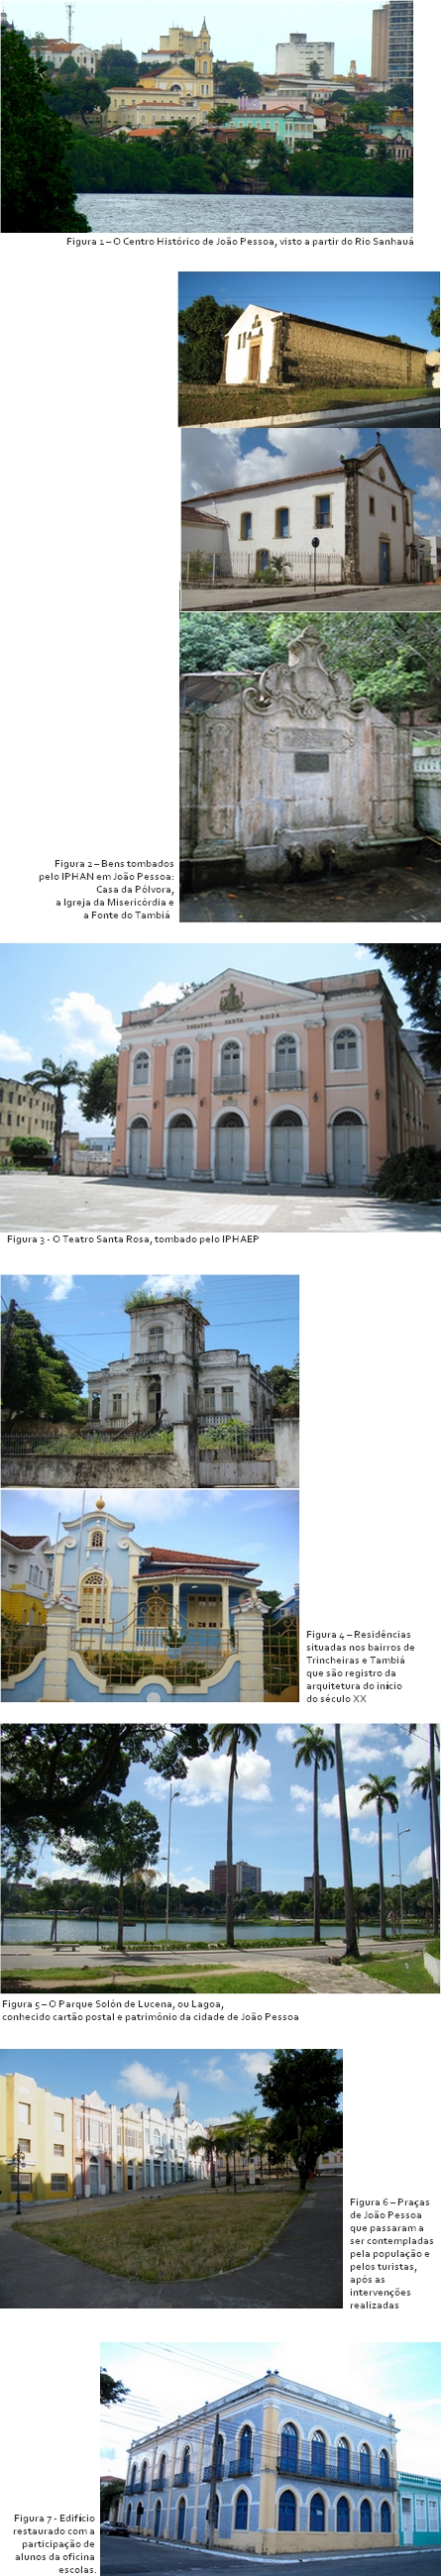 Figura 1 – O Centro Histórico de João Pessoa, visto a partir do Rio Sanhauá
Figura 2 – Bens tombados
pelo IPHAN em João Pessoa:
Casa da Pólvora,
a Igreja da Misericórdia e
a Fonte do Tambiá
THEATRO SANTA ROZA
Figura 3 - O Teatro Santa Rosa, tombado pelo IPHAEP
Figura 4 – Residências
situadas nos bairros de
Trincheiras e Tambiá
que são registro da
arquitetura do início
do século XX
Figura 5 – O Parque Solón de Lucena, ou Lagoa,
conhecido cartão postal e patrimônio da cidade de João Pessoa
Figura 6 – Praças
de João Pessoa
que passaram a
ser contempladas
pela população e
pelos turistas,
após as
intervenções
realizadas
Figura 7 - Edifício
restaurado com a
participação de
alunos da oficina
escolas.